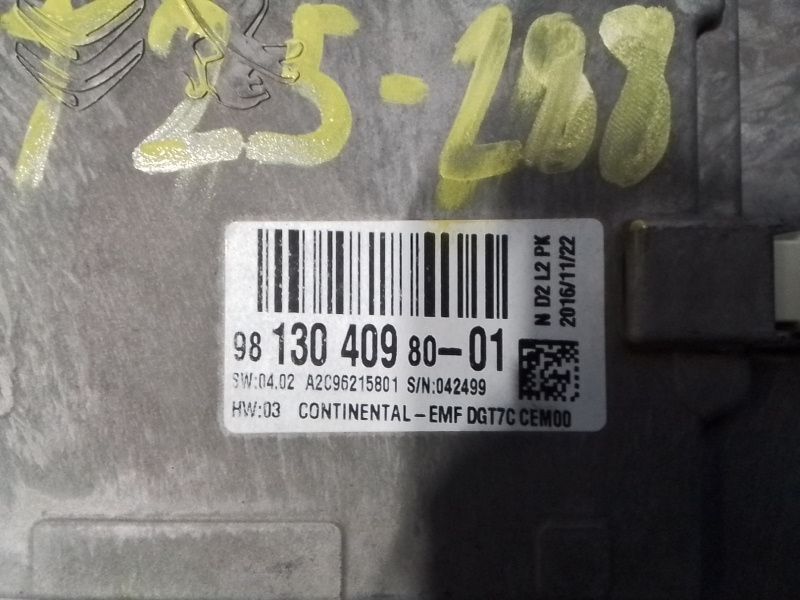 725-288
98 130 409 80-01
SW:04.02 A2C96215801 S/N:042499
HW:03 CONTINENTAL-EMF DGT7C CEM00
N D2 L2 PK
2016/11/22